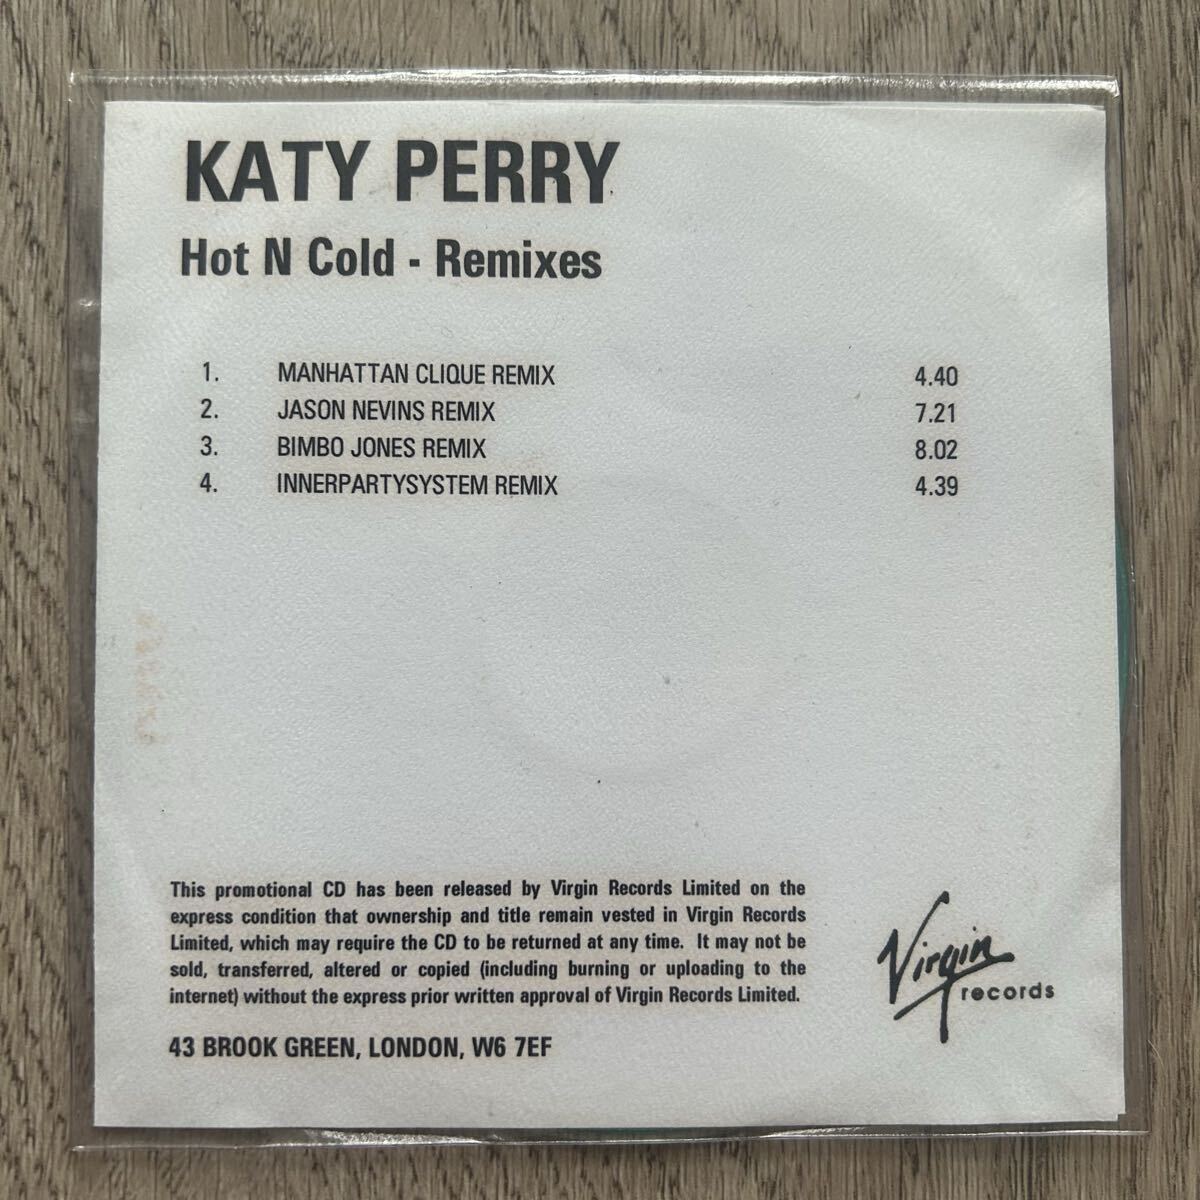 KATY PERRY
Hot N Cold - Remixes
1. MANHATTAN CLIQUE REMIX 4.40
2. JASON NEVINS REMIX 7.21
3. BIMBO JONES REMIX 8.02
4. INNERPARTYSYSTEM REMIX 4.39
This promotional CD has been released by Virgin Records Limited on the
express condition that ownership and title remain vested in Virgin Records
Limited, which may require the CD to be returned at any time. It may not be
sold, transferred, altered or copied (including burning or uploading to the
internet) without the express prior written approval of Virgin Records Limited.
Virgin
records
43 BROOK GREEN, LONDON, W6 7EF